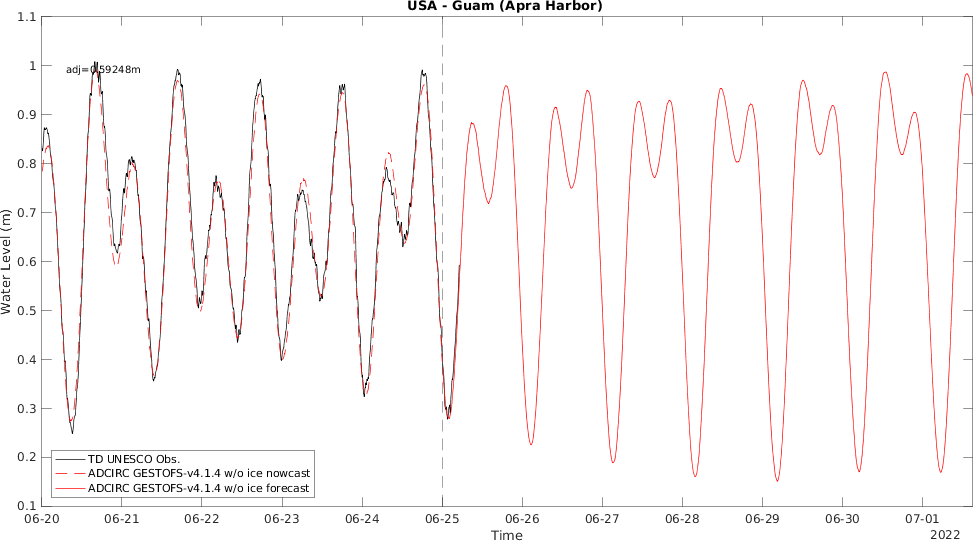 USA - Guam (Apra Harbor)
1.1
1
0.9
0.8
0.7
0.6
0.5
0.4
0.3
0.2
0.1
Water Level (m)
adj=0.59248m
TD UNESCO Obs.
ADCIRC GESTOFS-v4.1.4 w/o ice nowcast
ADCIRC GESTOFS-v4.1.4 w/o ice forecast
06-20 06-21 06-22 06-23 06-24 06-25 06-26 06-27 06-28 06-29 06-30 07-01
Time
2022